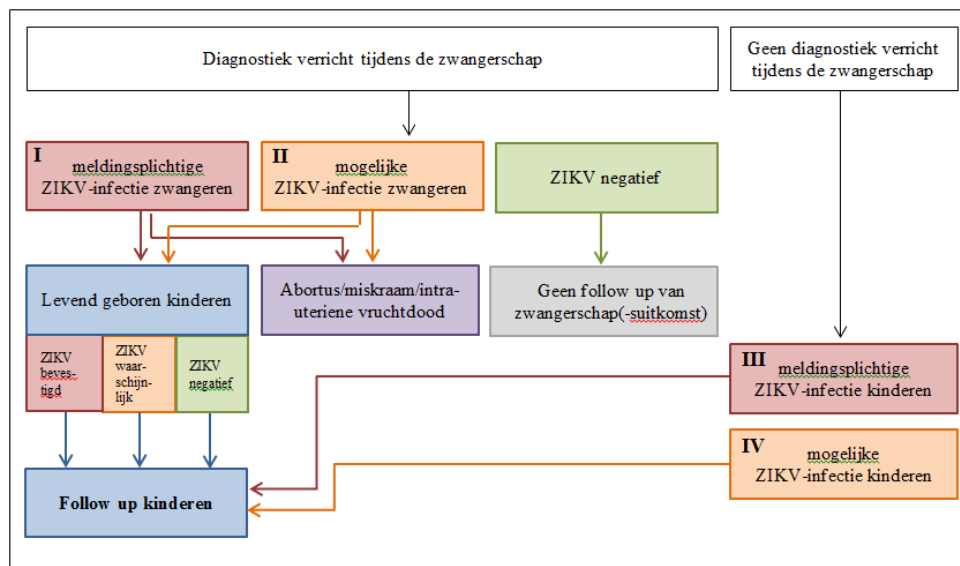 Diagnostiek verricht tijdens de zwangerschap
Geen diagnostiek verricht
tijdens de zwangerschap
I
meldingsplichtige
ZIKV-infectie zwangeren
II
mogelijke
ZIKV-infectie zwangeren
ZIKV negatief
Levend geboren kinderen
Abortus/miskraam/intra-
uteriene vruchtdood
Geen follow up van
zwangerschap(-suitkomst)
ZIKV
beves-
tigd
ZIKV
waar-
schijn-
lijk
ZIKV
negatief
III
meldingsplichtige
ZIKV-infectie kinderen
IV
mogelijke
ZIKV-infectie kinderen
Follow up kinderen